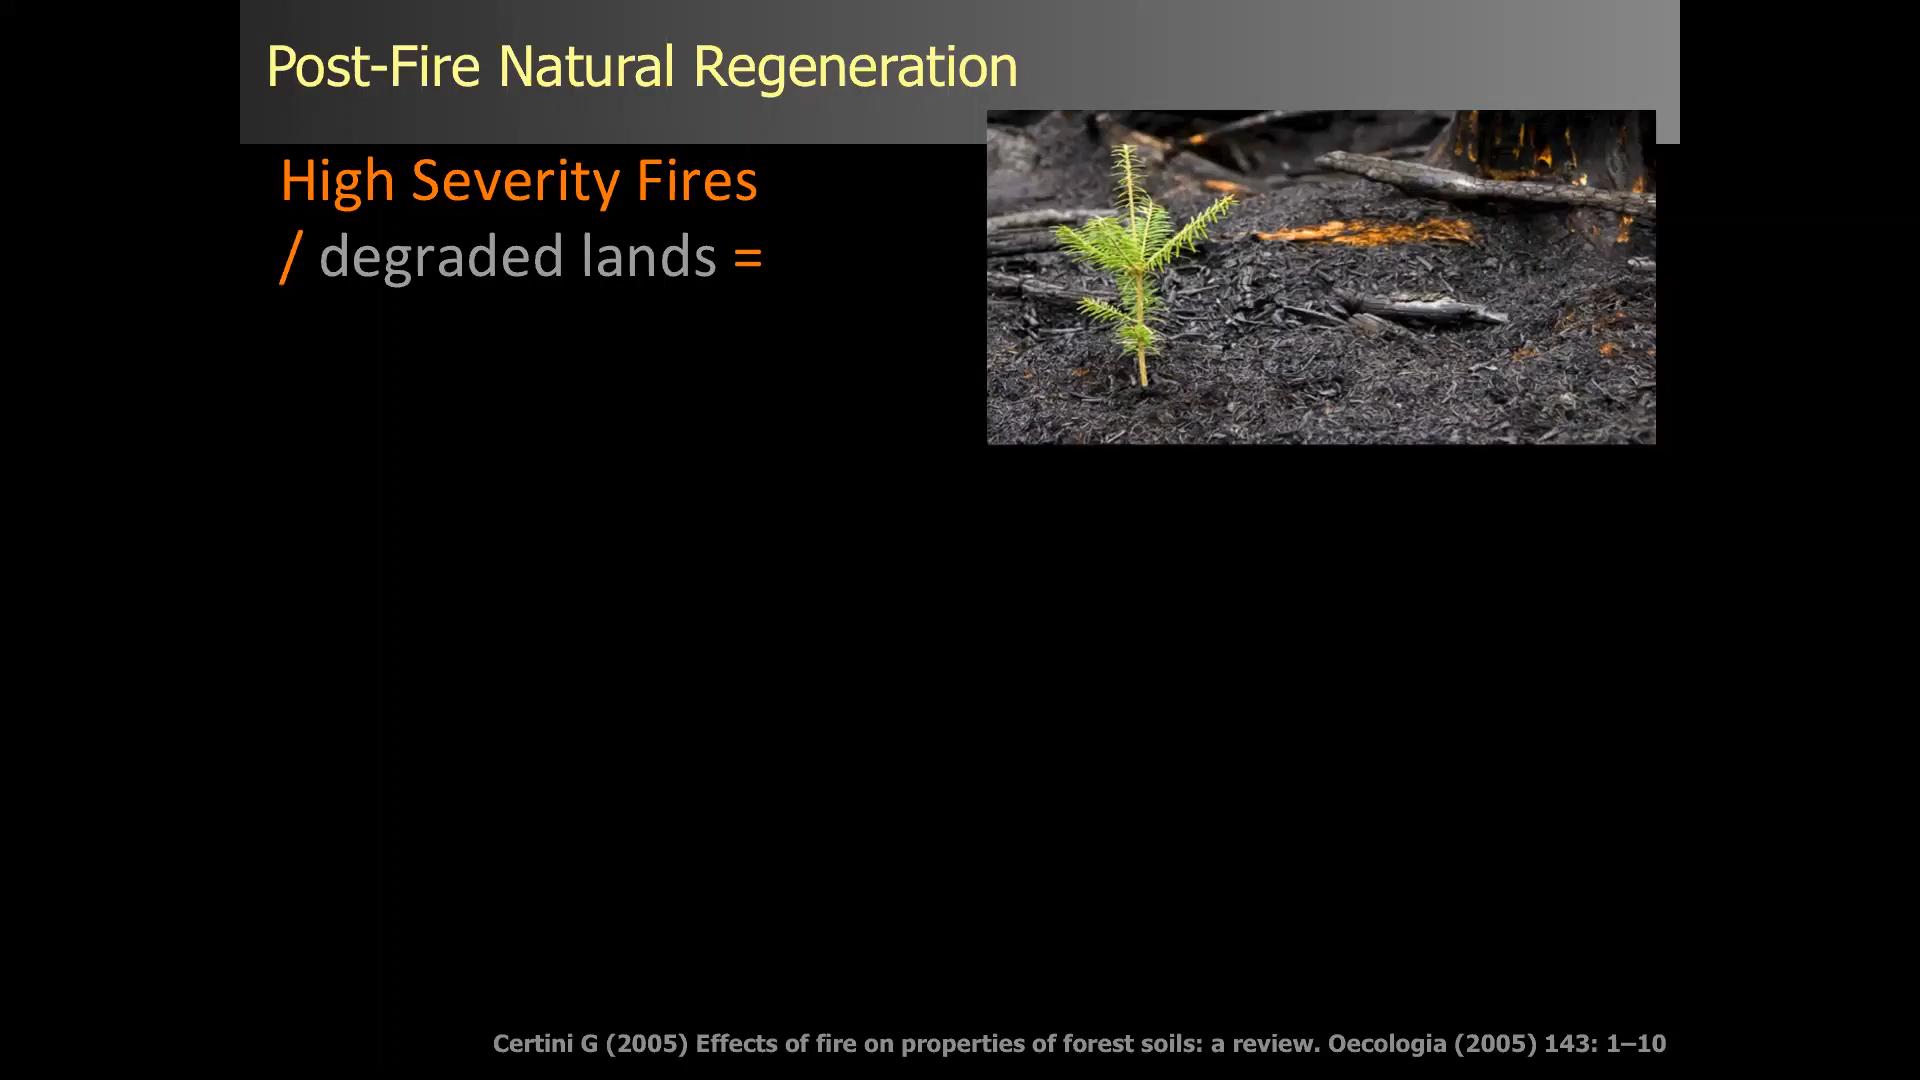 Post-Fire Natural Regeneration
High Severity Fires
/ degraded lands =
Certini G (2005) Effects of fire on properties of forest soils: a review. Oecologia (2005) 143: 1–10